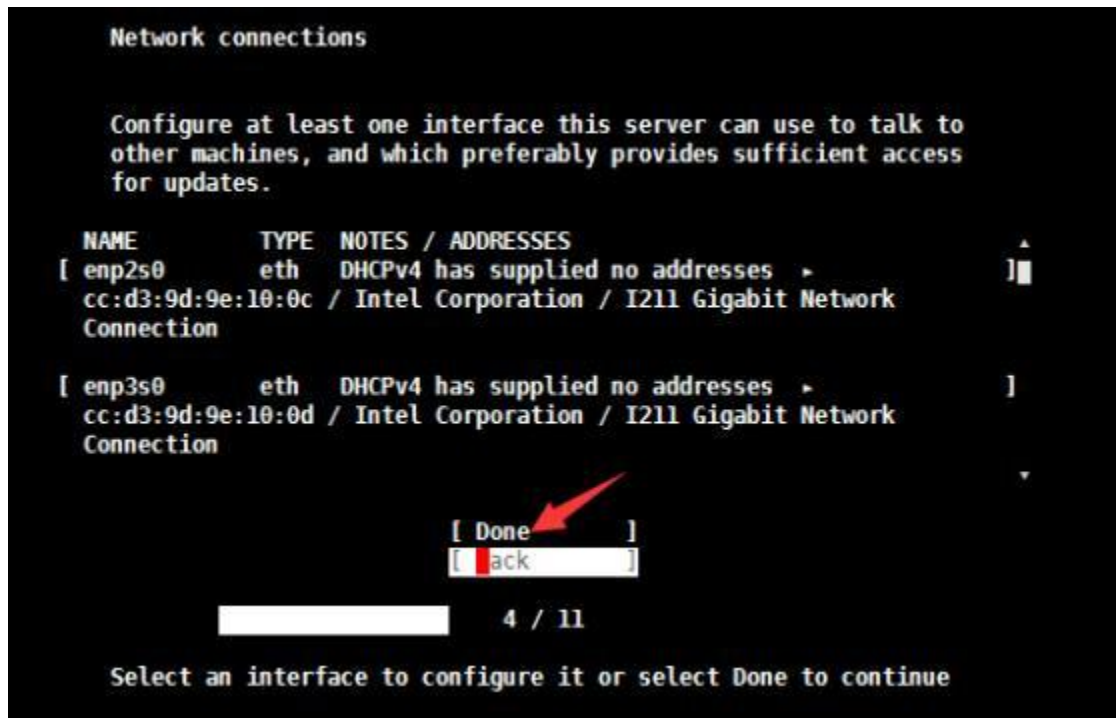 Network connections
Configure at least one interface this server can use to talk to
other machines, and which preferably provides sufficient access
for updates.
NAME TYPE NOTES / ADDRESSES
[ enp2s0 eth DHCPv4 has supplied no addresses ▸ ]
cc:d3:9d:9e:10:0c / Intel Corporation / I211 Gigabit Network
Connection
[ enp3s0 eth DHCPv4 has supplied no addresses ▸ ]
cc:d3:9d:9e:10:0d / Intel Corporation / I211 Gigabit Network
Connection
[ Done ]
[ ack ]
4 / 11
Select an interface to configure it or select Done to continue